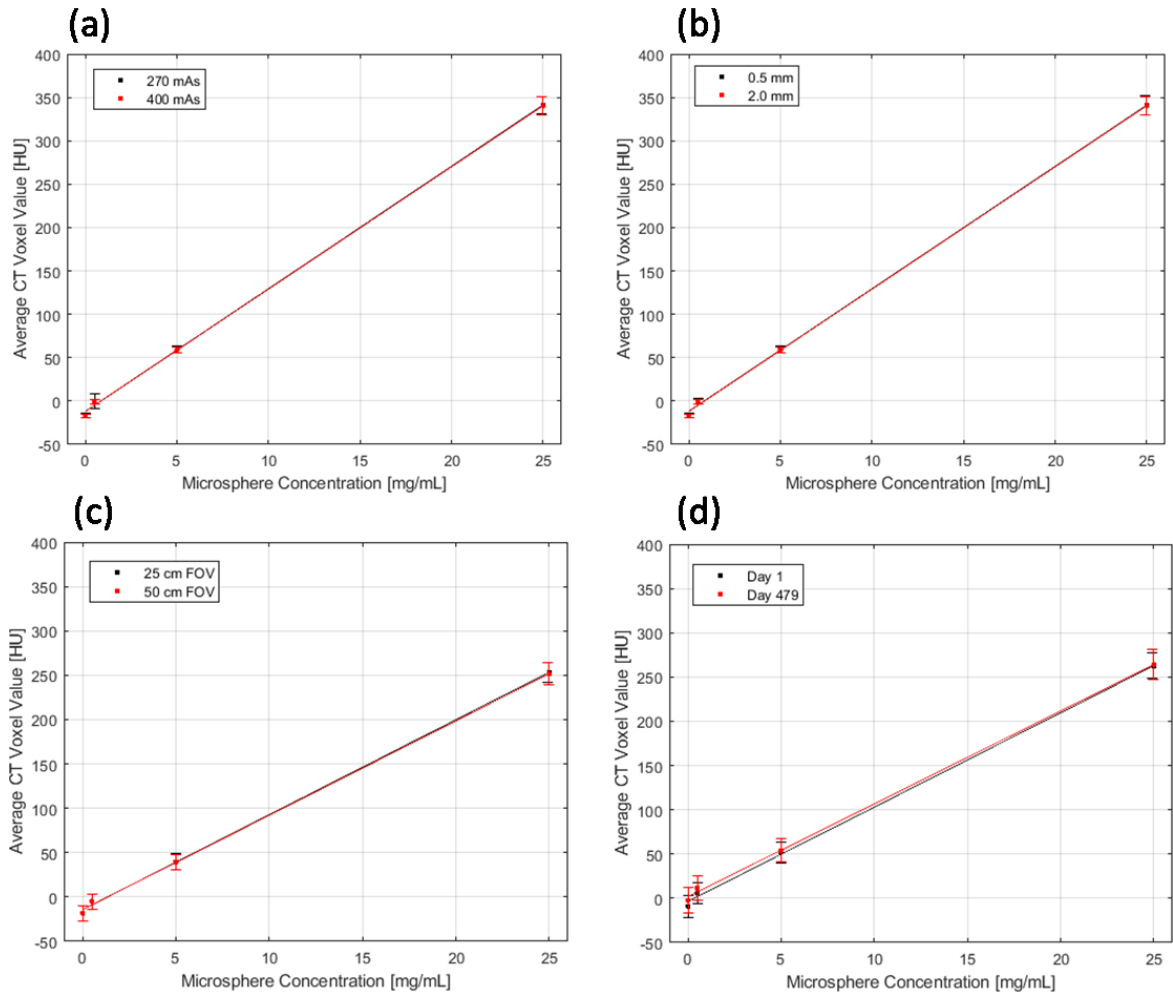 (a)
400
350
300
250
200
150
100
50
0
-50
Average CT Voxel Value [HU]
270 mAs
400 mAs
0 5 10 15 20 25
Microsphere Concentration [mg/mL]
(b)
400
350
300
250
200
150
100
50
0
-50
Average CT Voxel Value [HU]
0.5 mm
2.0 mm
0 5 10 15 20 25
Microsphere Concentration [mg/mL]
(c)
400
350
300
250
200
150
100
50
0
-50
Average CT Voxel Value [HU]
25 cm FOV
50 cm FOV
0 5 10 15 20 25
Microsphere Concentration [mg/mL]
(d)
400
350
300
250
200
150
100
50
0
-50
Average CT Voxel Value [HU]
Day 1
Day 479
0 5 10 15 20 25
Microsphere Concentration [mg/mL]